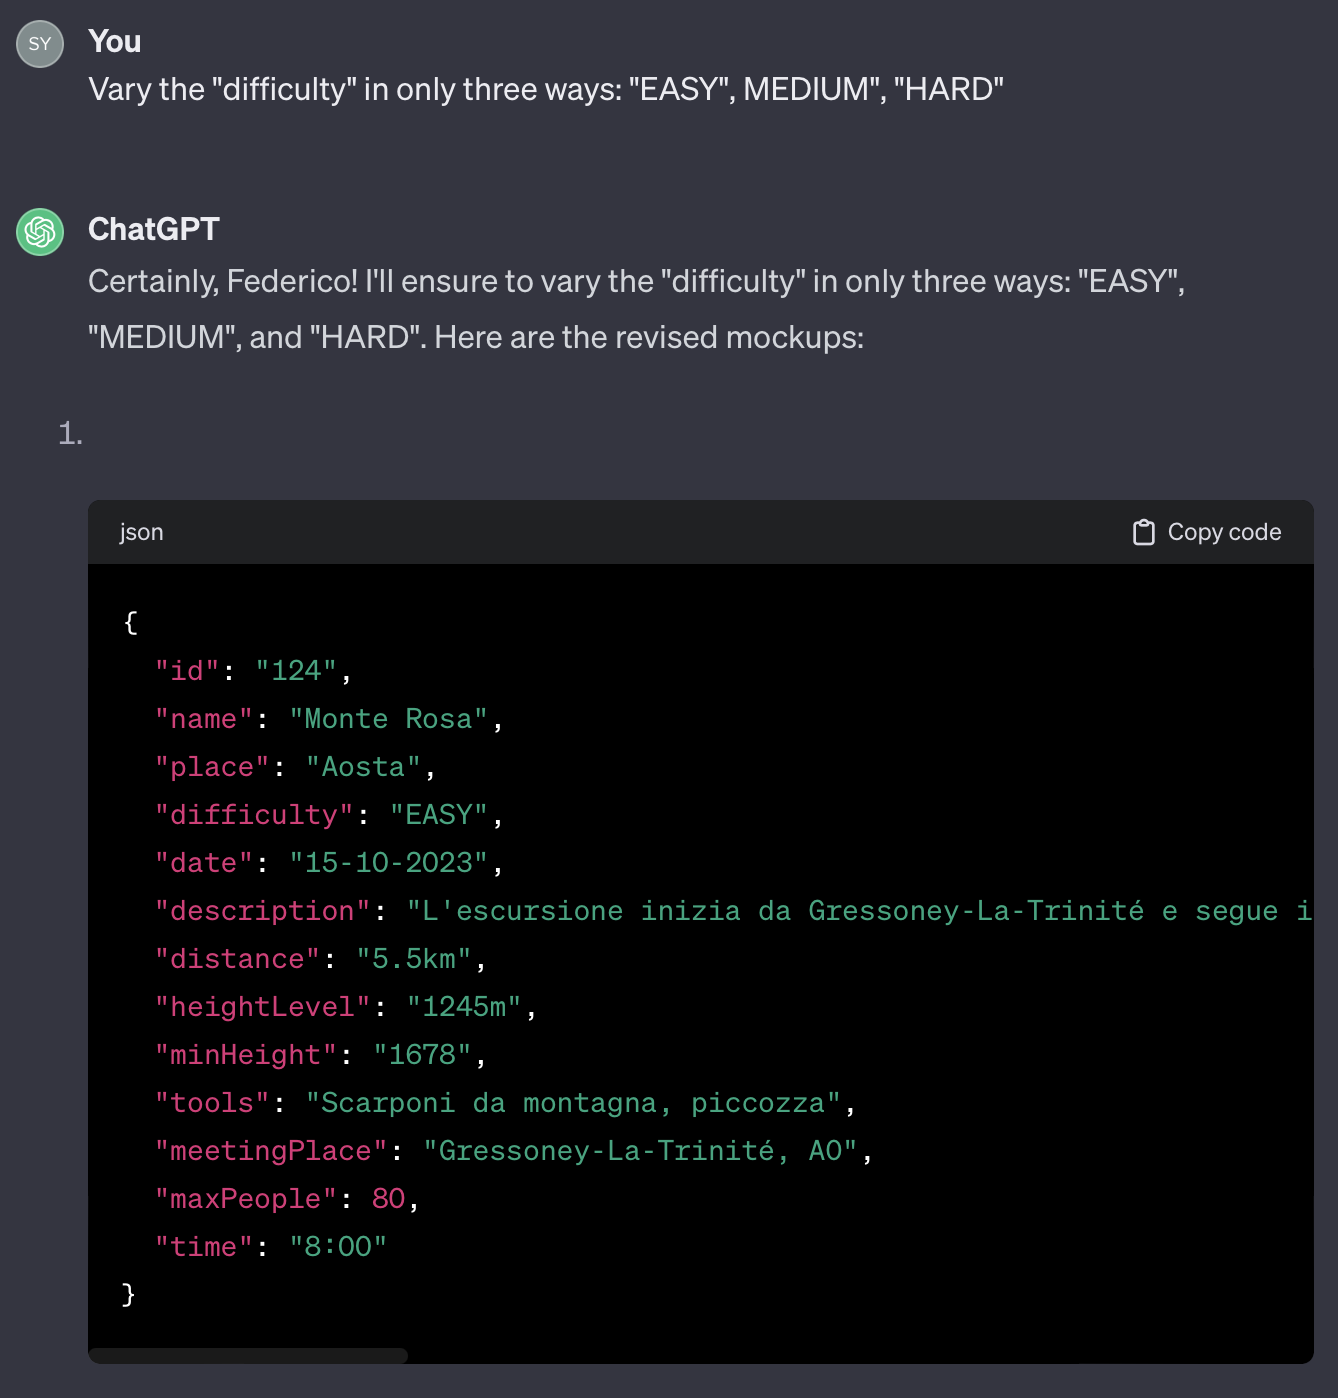 SY
You
Vary the "difficulty" in only three ways: "EASY", MEDIUM", "HARD"
ChatGPT
Certainly, Federico! I'll ensure to vary the "difficulty" in only three ways: "EASY",
"MEDIUM", and "HARD". Here are the revised mockups:
1.
json
Copy code
{
"id": "124",
"name": "Monte Rosa",
"place": "Aosta",
"difficulty": "EASY",
"date": "15-10-2023",
"description": "L'escursione inizia da Gressoney-La-Trinité e segue i
"distance": "5.5km",
"heightLevel": "1245m",
"minHeight": "1678",
"tools": "Scarponi da montagna, piccozza",
"meetingPlace": "Gressoney-La-Trinité, AO",
"maxPeople": 80,
"time": "8:00"
}